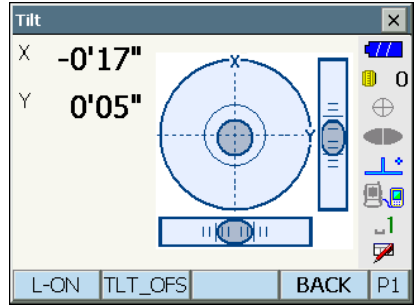 Tilt
X -0'17"
Y 0'05"
X
Y
0
1
L-ON TLT_OFS BACK P1